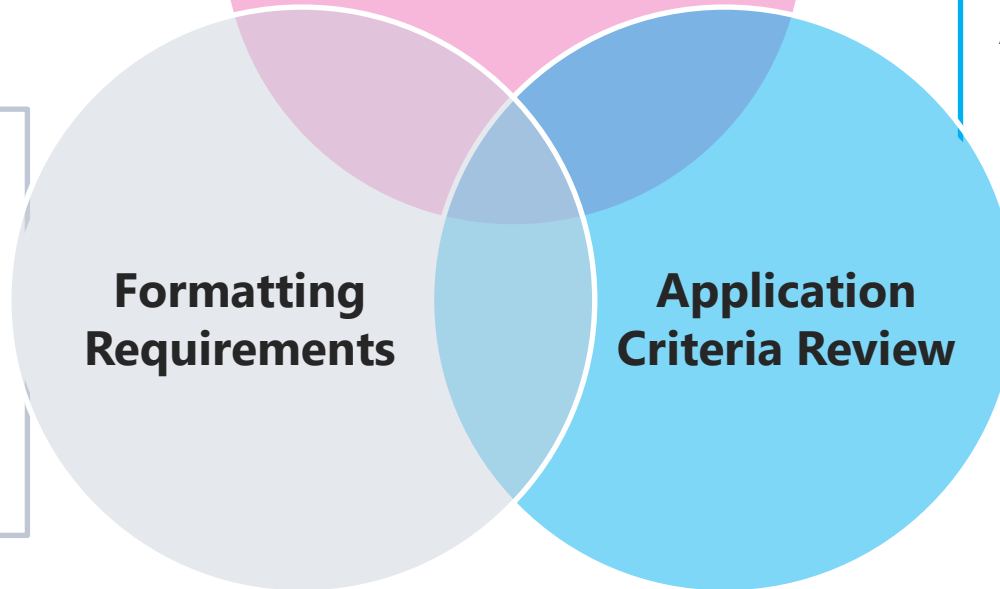 Formatting
Requirements
Application
Criteria Review